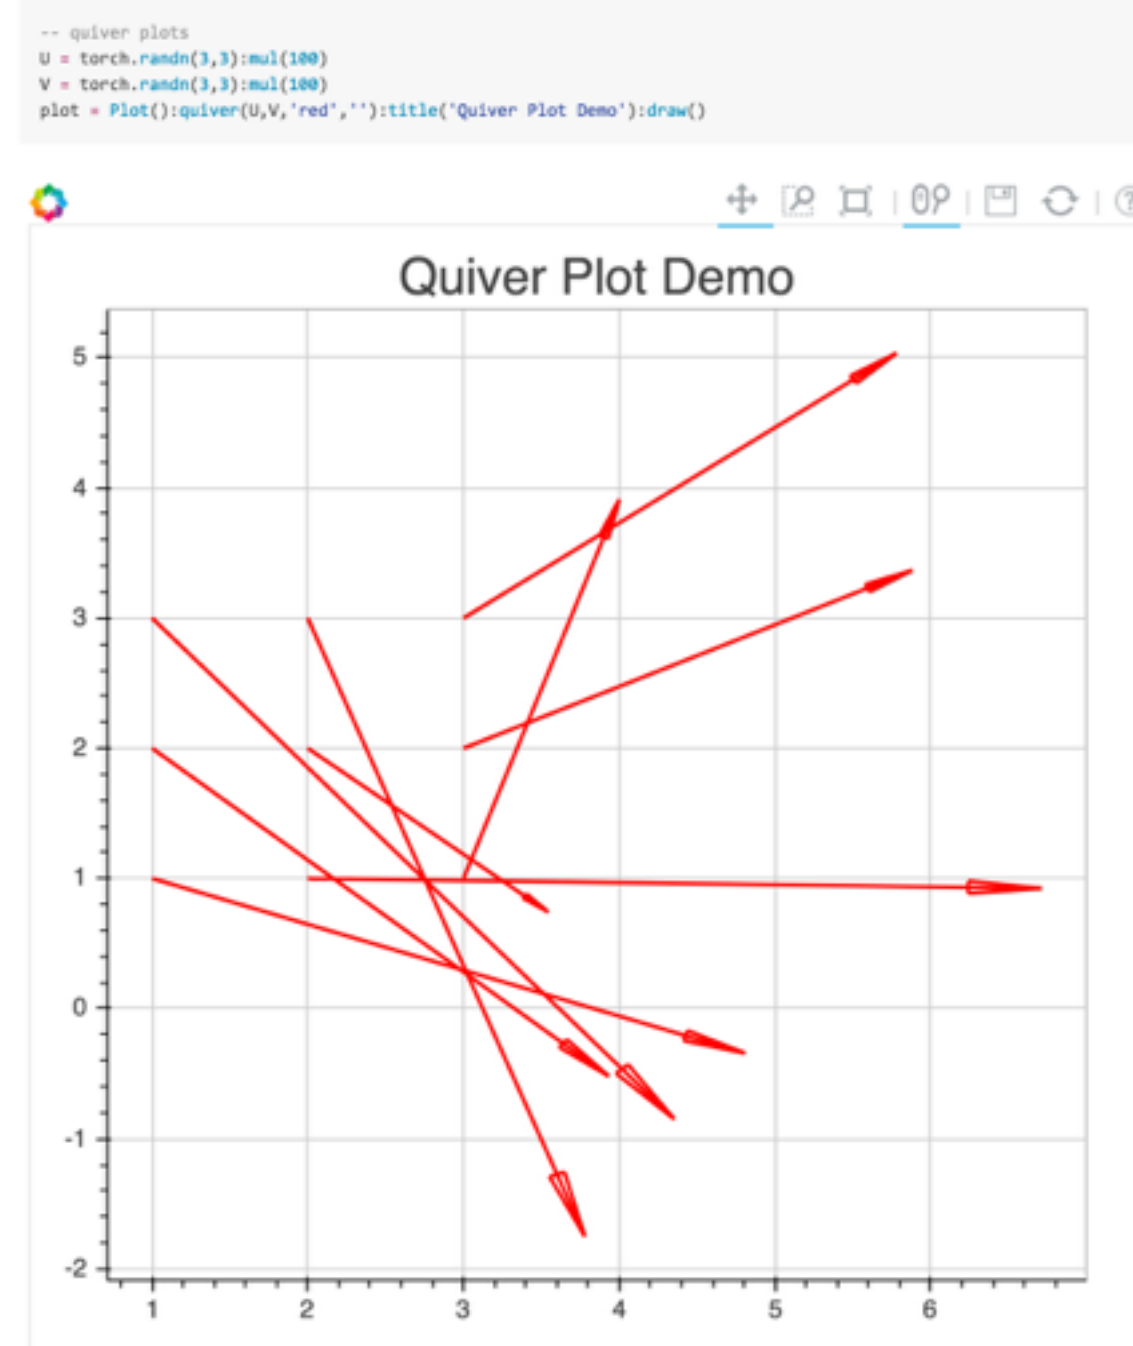 -- quiver plots
U = torch.randn(3,3):mul(100)
V = torch.randn(3,3):mul(100)
plot = Plot():quiver(U,V,'red',''):title('Quiver Plot Demo'):draw()
?
Quiver Plot Demo
5
4
3
2
1
0
-1
-2
1 2 3 4 5 6